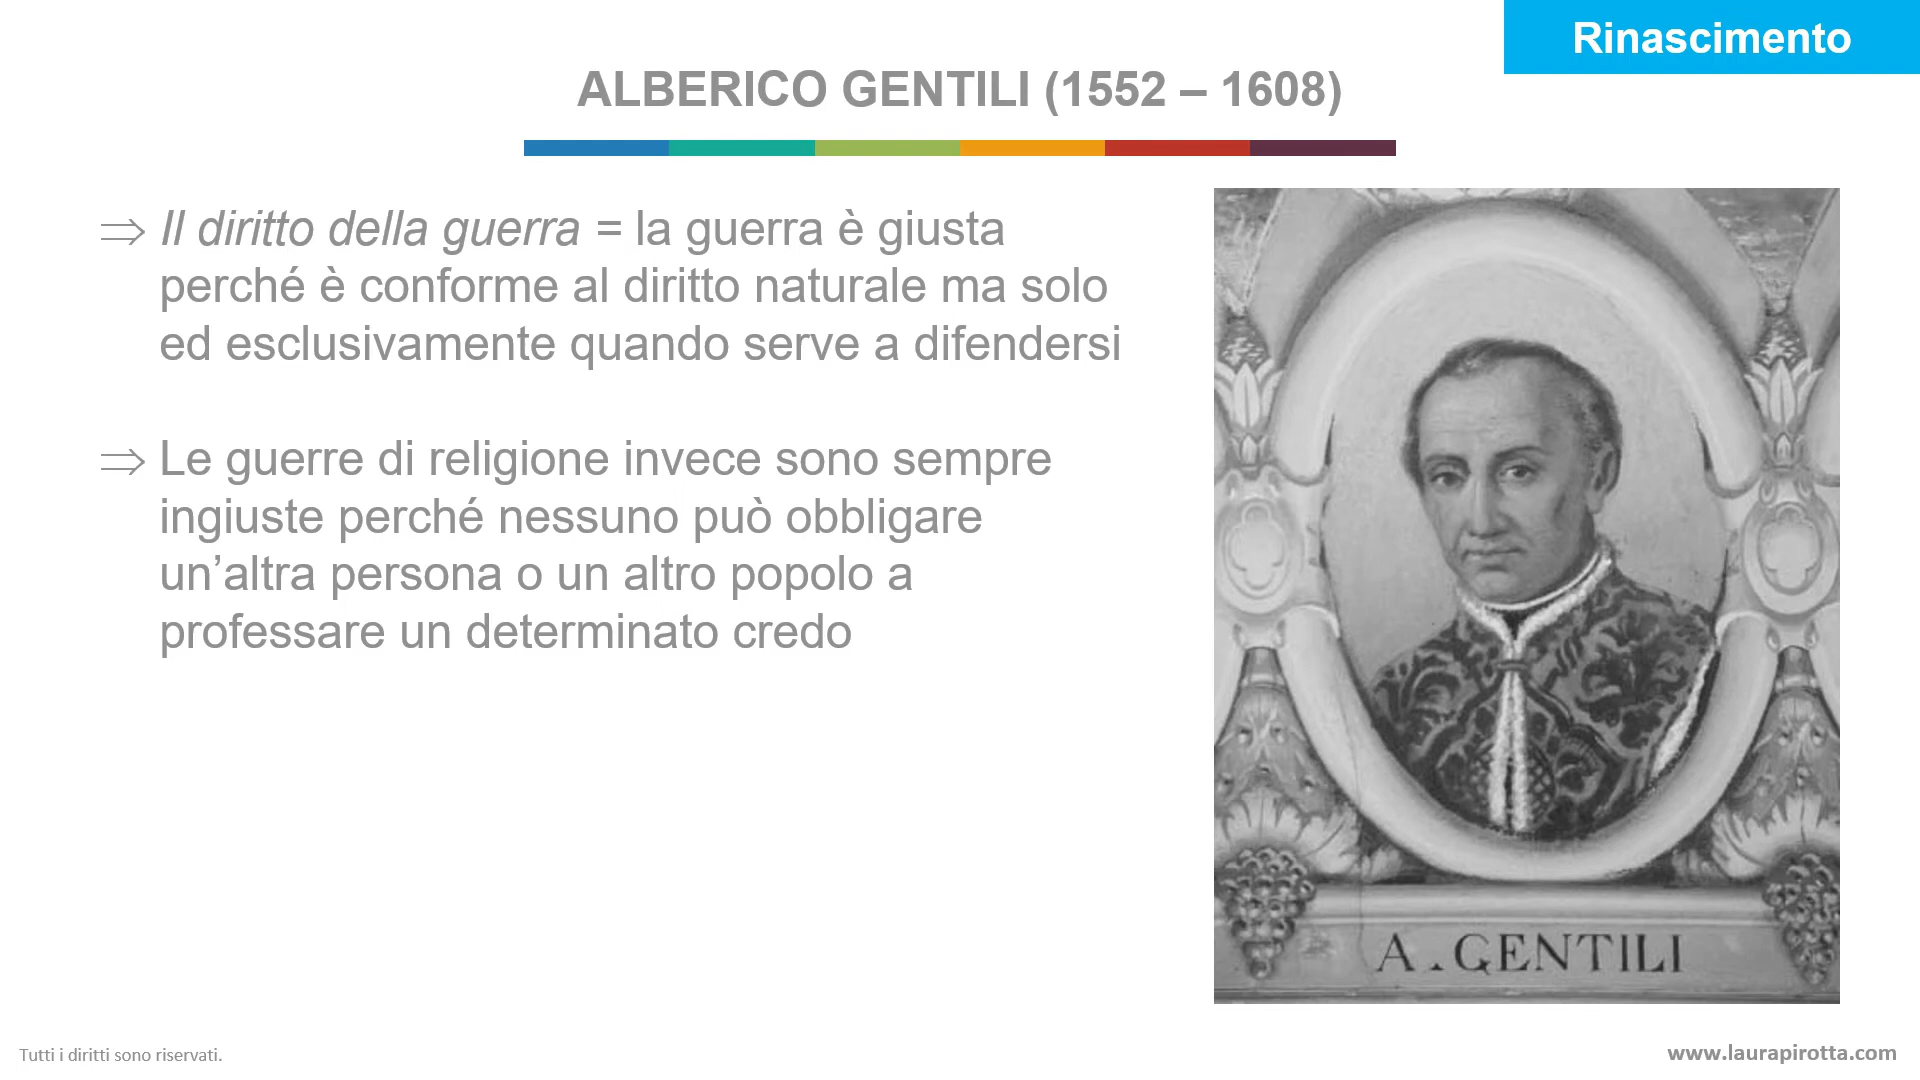 Rinascimento
ALBERICO GENTILI (1552 – 1608)
⇒ Il diritto della guerra = la guerra è giusta
perché è conforme al diritto naturale ma solo
ed esclusivamente quando serve a difendersi
⇒ Le guerre di religione invece sono sempre
ingiuste perché nessuno può obbligare
un’altra persona o un altro popolo a
professare un determinato credo
A. GENTILI
Tutti i diritti sono riservati.
www.laurapirotta.com